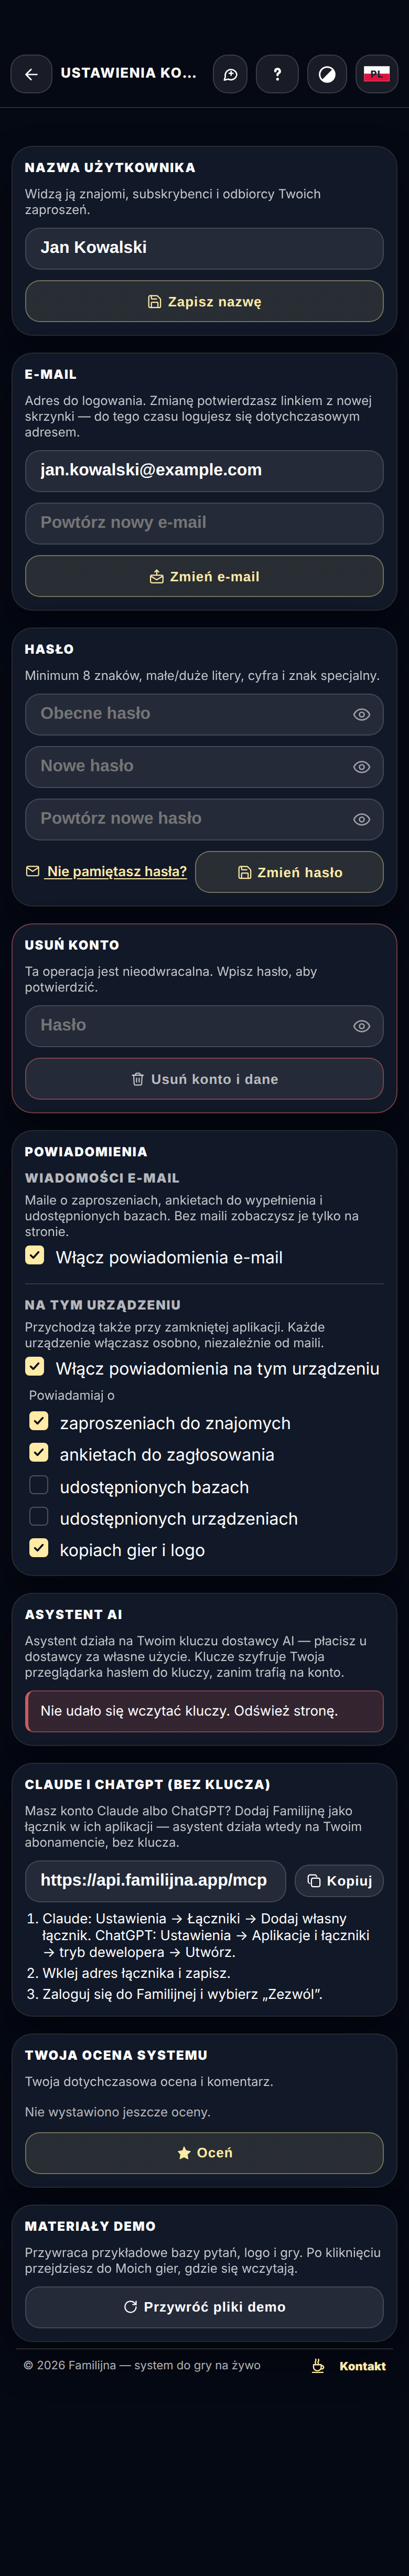 USTAWIENIA KO...
?
PL
NAZWA UŻYTKOWNIKA
Widzą ją znajomi, subskrybenci i odbiorcy Twoich
zaproszeń.
Jan Kowalski
Zapisz nazwę
E-MAIL
Adres do logowania. Zmianę potwierdzasz linkiem z nowej
skrzynki — do tego czasu logujesz się dotychczasowym
adresem.
jan.kowalski@example.com
Powtórz nowy e-mail
Zmień e-mail
HASŁO
Minimum 8 znaków, małe/duże litery, cyfra i znak specjalny.
Obecne hasło
Nowe hasło
Powtórz nowe hasło
Nie pamiętasz hasła?
Zmień hasło
USUŃ KONTO
Ta operacja jest nieodwracalna. Wpisz hasło, aby
potwierdzić.
Hasło
Usuń konto i dane
POWIADOMIENIA
WIADOMOŚCI E-MAIL
Maile o zaproszeniach, ankietach do wypełnienia i
udostępnionych bazach. Bez maili zobaczysz je tylko na
stronie.
Włącz powiadomienia e-mail
NA TYM URZĄDZENIU
Przychodzą także przy zamkniętej aplikacji. Każde
urządzenie włączasz osobno, niezależnie od maili.
Włącz powiadomienia na tym urządzeniu
Powiadamiaj o
zaproszeniach do znajomych
ankietach do zagłosowania
udostępnionych bazach
udostępnionych urządzeniach
kopiach gier i logo
ASYSTENT AI
Asystent działa na Twoim kluczu dostawcy AI — płacisz u
dostawcy za własne użycie. Klucze szyfruje Twoja
przeglądarka hasłem do kluczy, zanim trafią na konto.
Nie udało się wczytać kluczy. Odśwież stronę.
CLAUDE I CHATGPT (BEZ KLUCZA)
Masz konto Claude albo ChatGPT? Dodaj Familijnę jako
łącznik w ich aplikacji — asystent działa wtedy na Twoim
abonamencie, bez klucza.
https://api.familijna.app/mcp
Kopiuj
1. Claude: Ustawienia → Łączniki → Dodaj własny
łącznik. ChatGPT: Ustawienia → Aplikacje i łączniki
→ tryb dewelopera → Utwórz.
2. Wklej adres łącznika i zapisz.
3. Zaloguj się do Familijnej i wybierz „Zezwól”.
TWOJA OCENA SYSTEMU
Twoja dotychczasowa ocena i komentarz.
Nie wystawiono jeszcze oceny.
Oceń
MATERIAŁY DEMO
Przywraca przykładowe bazy pytań, logo i gry. Po kliknięciu
przejdziesz do Moich gier, gdzie się wczytają.
Przywróć pliki demo
© 2026 Familijna — system do gry na żywo
Kontakt